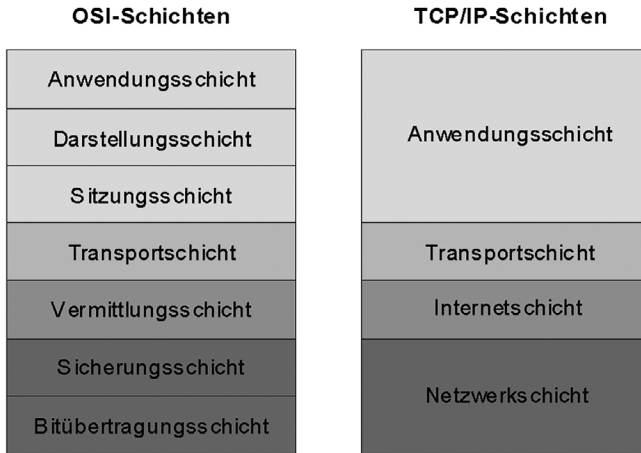 OSI-Schichten
Anwendungsschicht
Darstellungsschicht
Sitzungsschicht
Transportschicht
Vermittlungsschicht
Sicherungsschicht
Bitübertragungsschicht
TCP/IP-Schichten
Anwendungsschicht
Transportschicht
Internetschicht
Netzwerkschicht